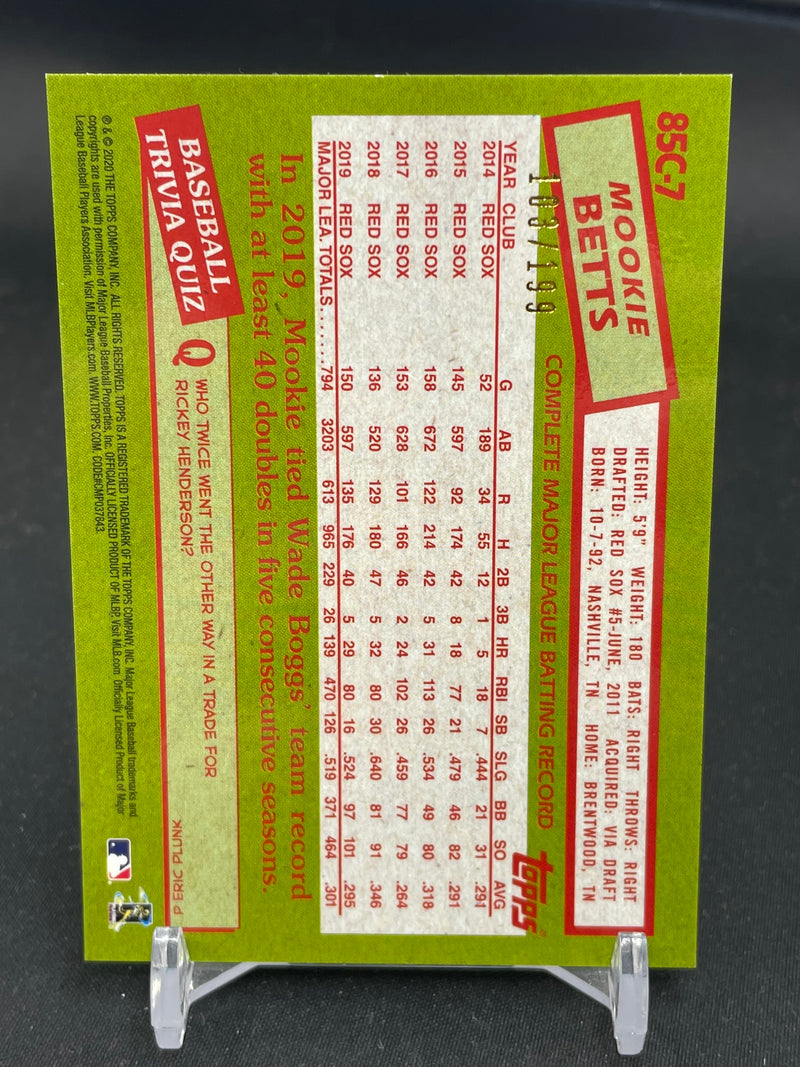 85C-7
MOOKIE
BETTS
HEIGHT: 5'9" WEIGHT: 180 BATS: RIGHT THROWS: RIGHT
DRAFTED: RED SOX #5-JUNE, 2011 ACQUIRED: VIA DRAFT
BORN: 10-7-92, NASHVILLE, TN HOME: BRENTWOOD, TN
103/199
COMPLETE MAJOR LEAGUE BATTING RECORD
topps
YEAR CLUB G AB R H 2B 3B HR RBI SB SLG BB SO AVG
2014 RED SOX 52 189 34 55 12 1 5 18 7 .444 21 31 .291
2015 RED SOX 145 597 92 174 42 8 18 77 21 .479 46 82 .291
2016 RED SOX 158 672 122 214 42 5 31 113 26 .534 49 80 .318
2017 RED SOX 153 628 101 166 46 2 24 102 26 .459 77 79 .264
2018 RED SOX 136 520 129 180 47 5 32 80 30 .640 81 91 .346
2019 RED SOX 150 597 135 176 40 5 29 80 16 .524 97 101 .295
MAJOR LEA. TOTALS......794 3203 613 965 229 26 139 470 126 .519 371 464 .301
In 2019, Mookie tied Wade Boggs' team record
with at least 40 doubles in five consecutive seasons.
BASEBALL
TRIVIA QUIZ
Q WHO TWICE WENT THE OTHER WAY IN A TRADE FOR
RICKEY HENDERSON?
P ERIC PLUNK
® & © 2020 THE TOPPS COMPANY, INC. ALL RIGHTS RESERVED. TOPPS IS A REGISTERED TRADEMARK OF THE TOPPS COMPANY, INC. Major League Baseball trademarks and
copyrights are used with permission of Major League Baseball Properties, Inc. OFFICIALLY LICENSED PRODUCT OF MLBP. Visit MLB.com. Officially Licensed Product of Major
League Baseball Players Association. Visit MLBPlayers.com. WWW.TOPPS.COM. CODE#CMP037643.